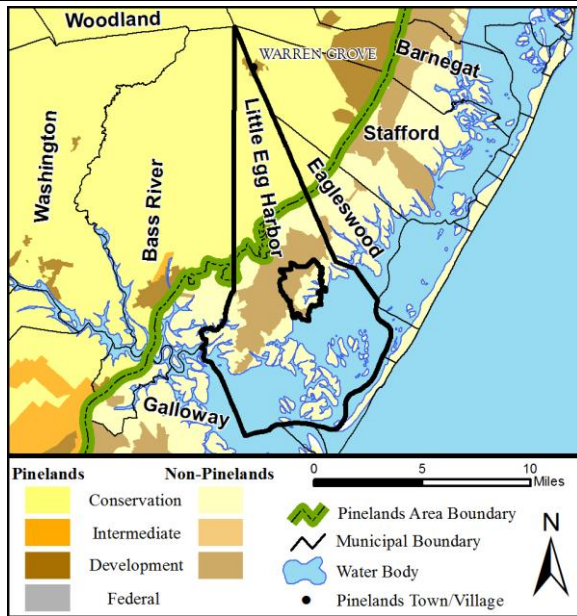 Woodland
WARREN GROVE
Barnegat
Stafford
Little Egg Harbor
Eagleswood
Washington
Bass River
Galloway
Pinelands Non-Pinelands
Conservation
Intermediate
Development
Federal
0 5 10
Miles
Pinelands Area Boundary
Municipal Boundary
Water Body
Pinelands Town/Village
N